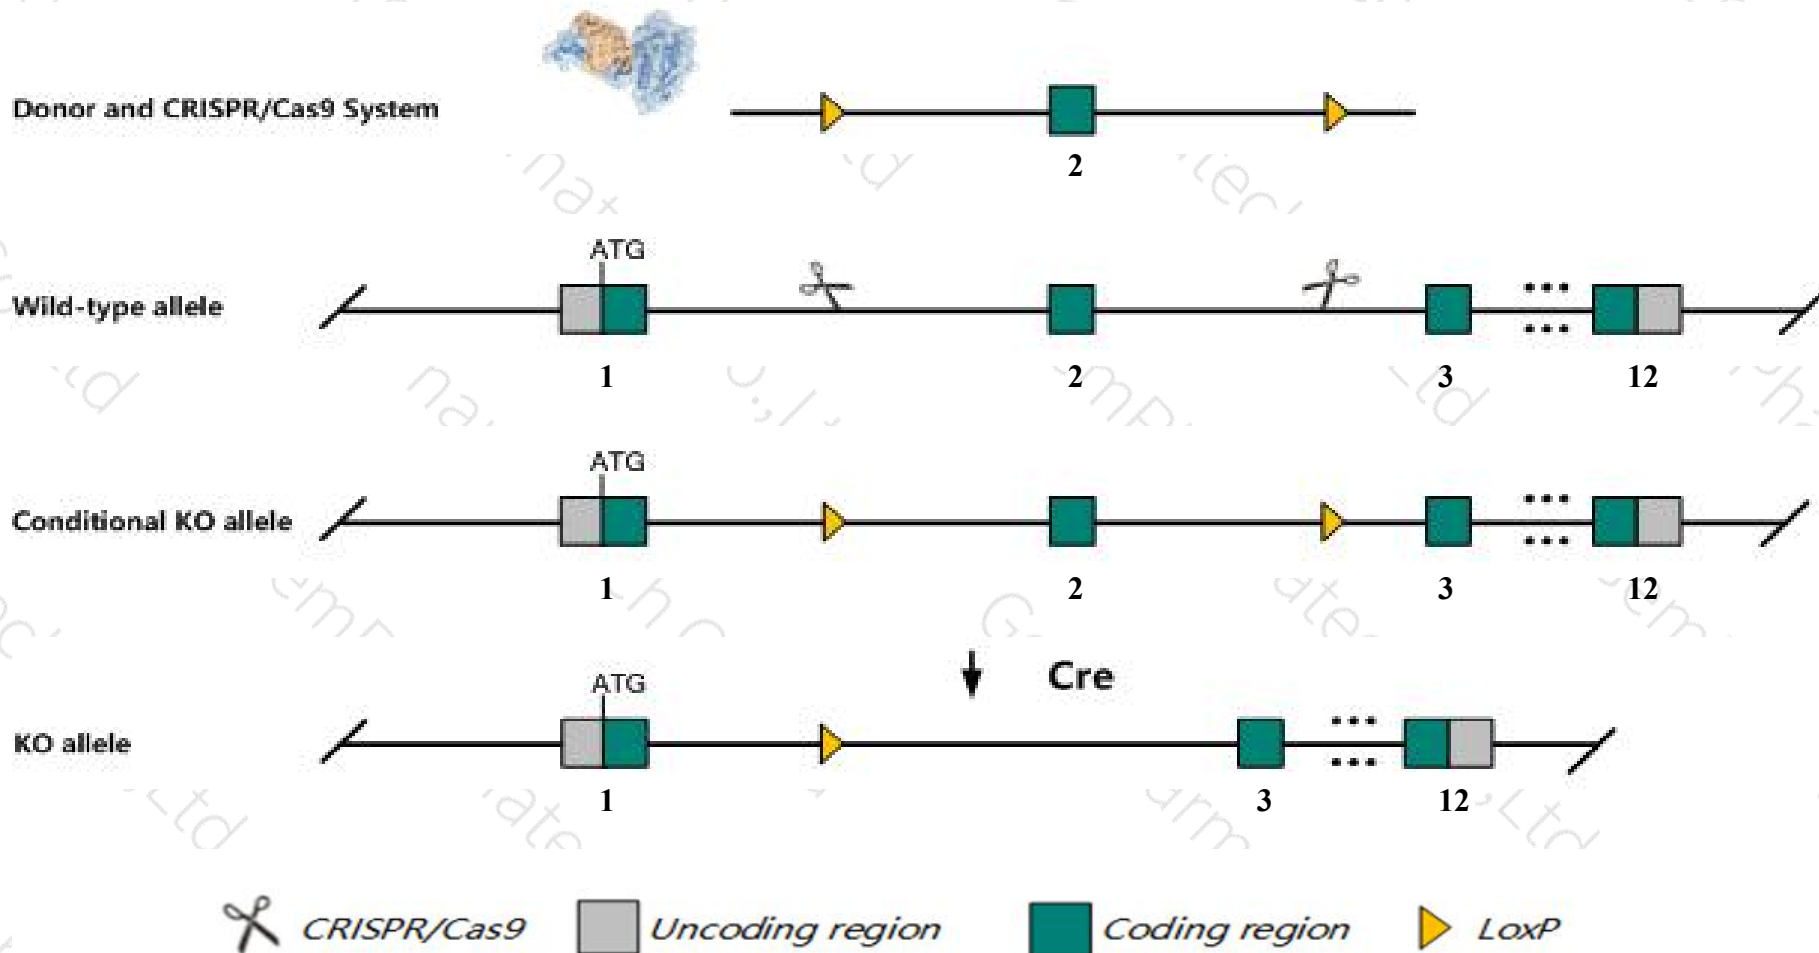 Donor and CRISPR/Cas9 System
2
ATG
Wild-type allele
1 2 3 12
ATG
Conditional KO allele
1 2 3 12
Cre
ATG
KO allele
1 3 12
CRISPR/Cas9 Uncoding region Coding region LoxP